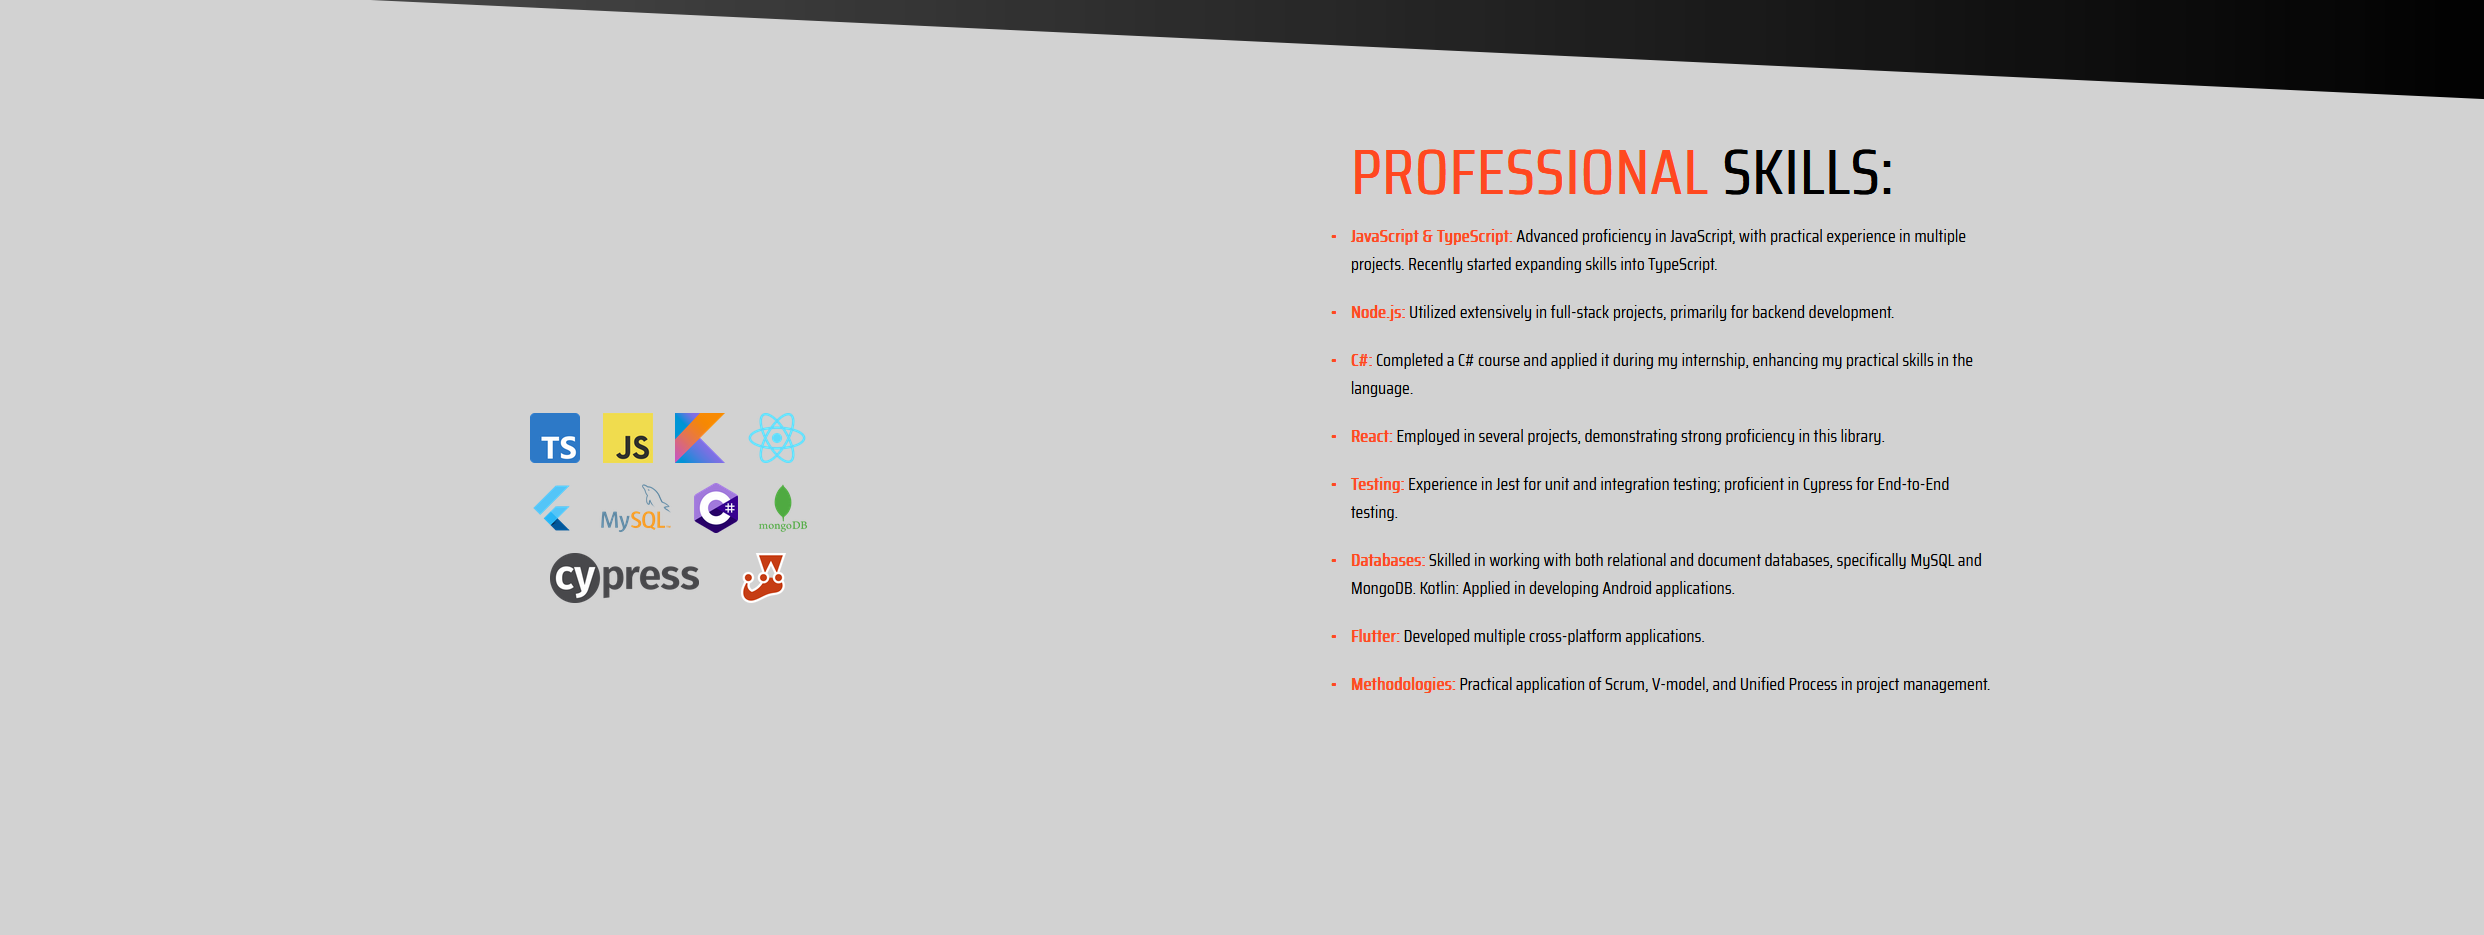 PROFESSIONAL SKILLS:
- JavaScript & TypeScript: Advanced proficiency in JavaScript, with practical experience in multiple
projects. Recently started expanding skills into TypeScript.
- Node.js: Utilized extensively in full-stack projects, primarily for backend development.
- C#: Completed a C# course and applied it during my internship, enhancing my practical skills in the
language.
- React: Employed in several projects, demonstrating strong proficiency in this library.
- Testing: Experience in Jest for unit and integration testing; proficient in Cypress for End-to-End
testing.
- Databases: Skilled in working with both relational and document databases, specifically MySQL and
MongoDB. Kotlin: Applied in developing Android applications.
- Flutter: Developed multiple cross-platform applications.
- Methodologies: Practical application of Scrum, V-model, and Unified Process in project management.
TS JS
MySQL C# mongoDB
cypress